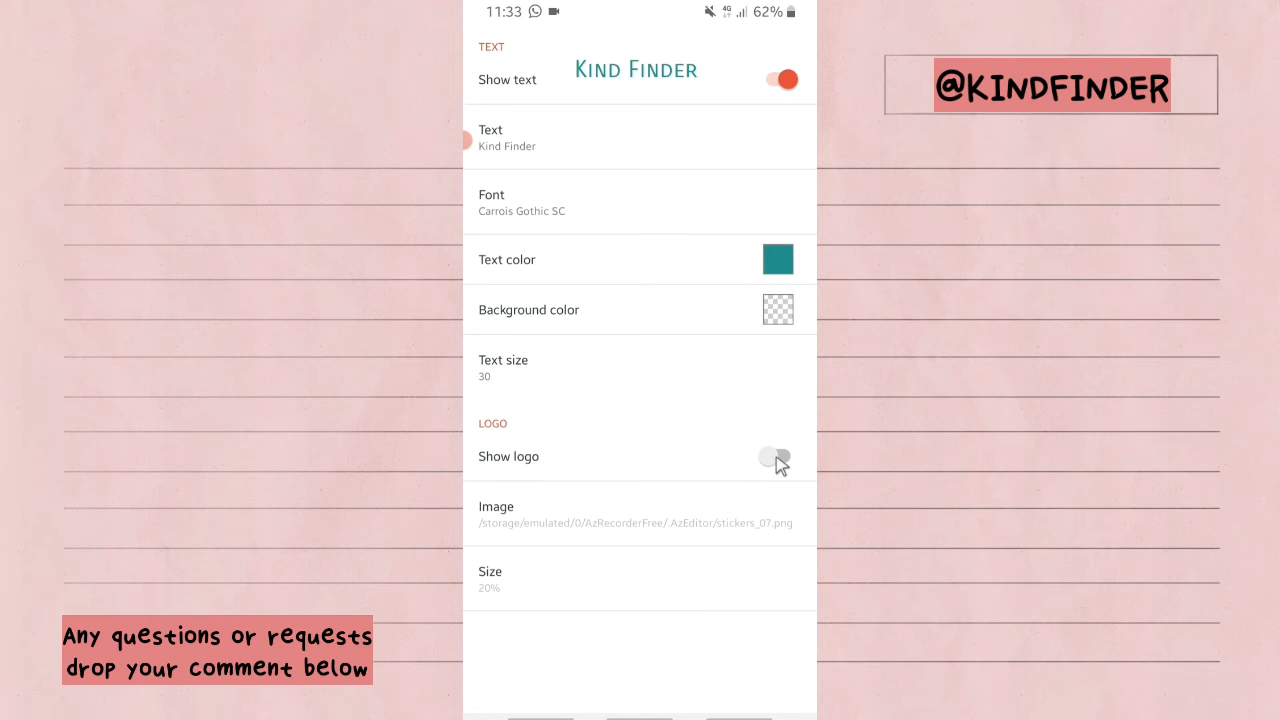 11:33
4G
62%
TEXT
Show text
Kind Finder
Text
Kind Finder
Font
Carrois Gothic SC
Text color
Background color
Text size
30
LOGO
Show logo
Image
/storage/emulated/0/AzRecorderFree/.AzEditor/stickers_07.png
Size
20%
@KINDFINDER
Any questions or requests
drop your comment below